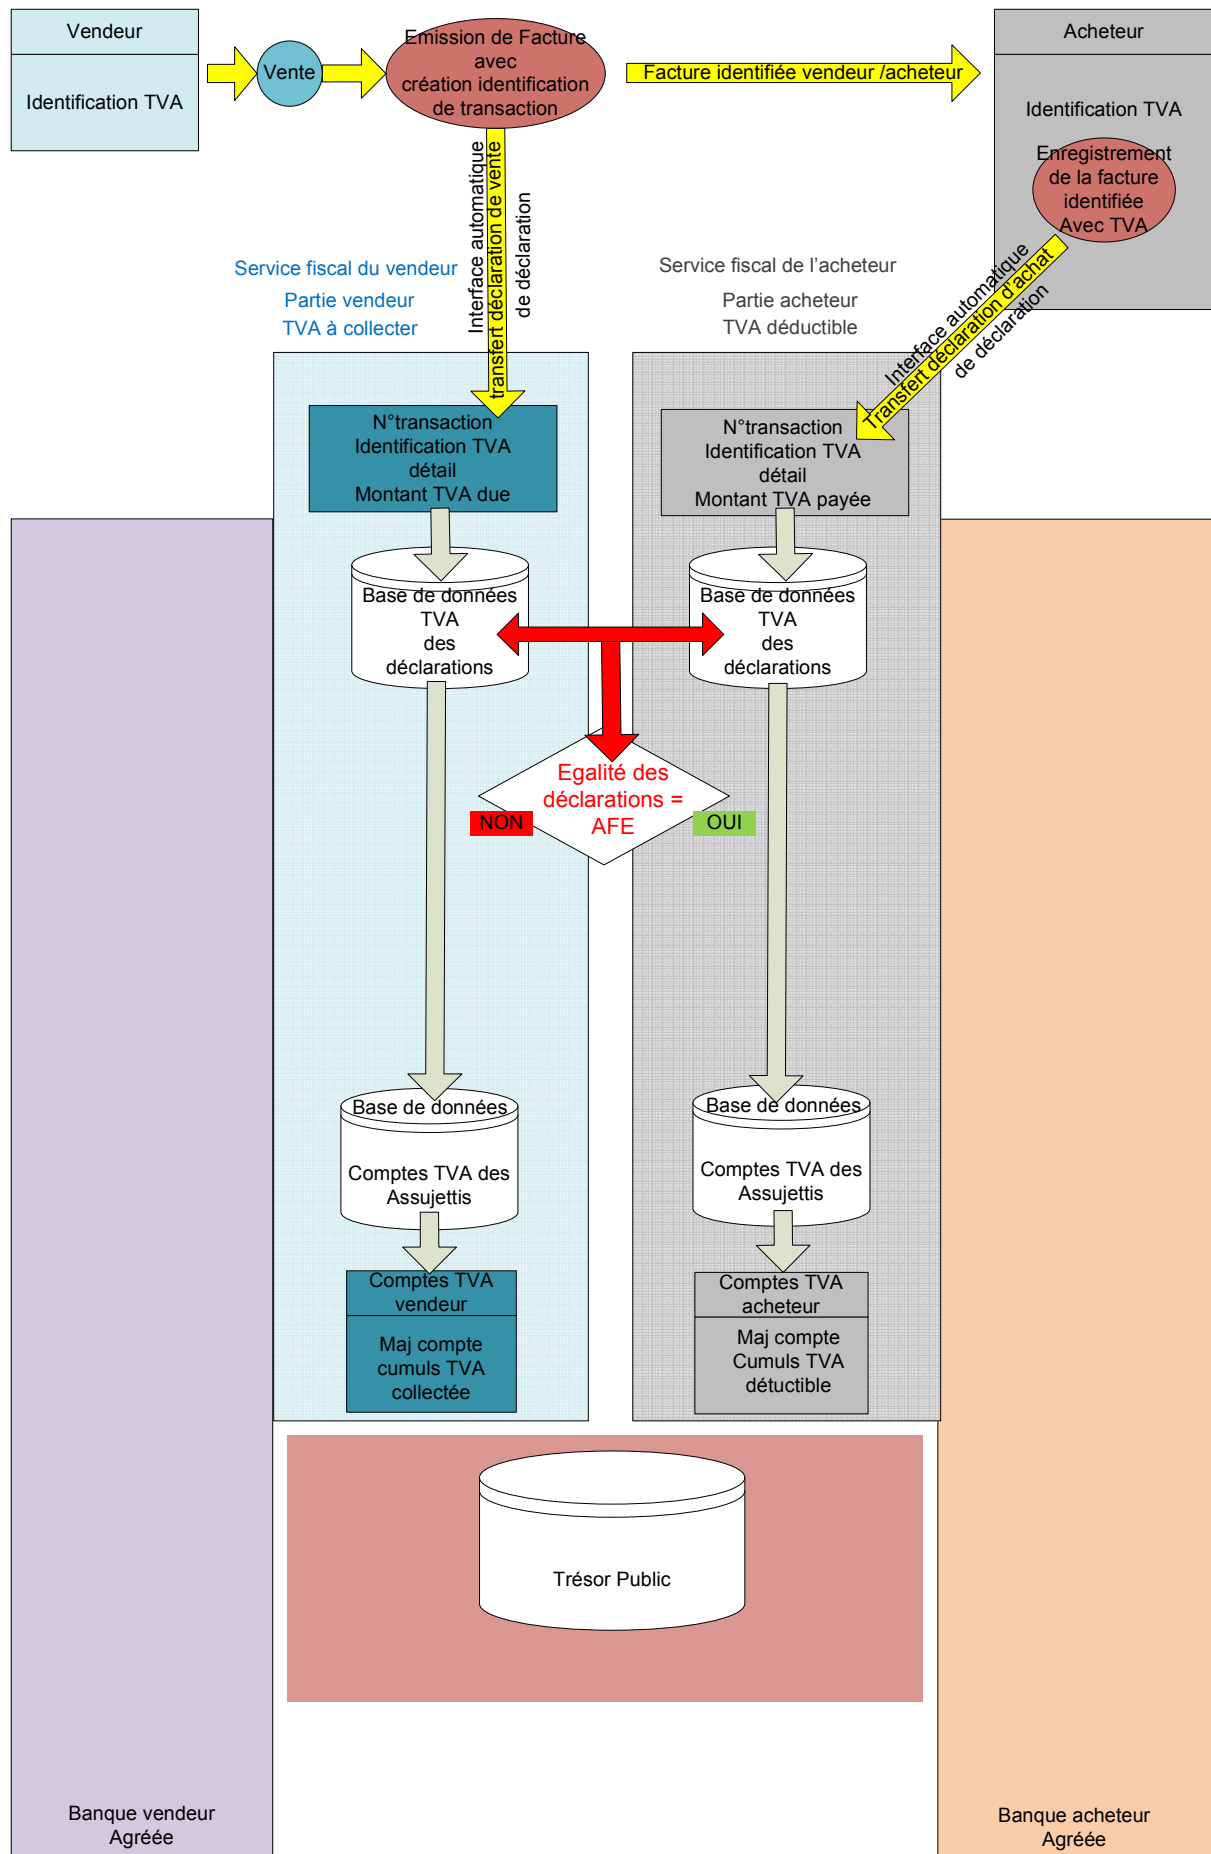 Vendeur
Identification TVA
Vente
Emission de Facture
avec
création identification
de transaction
Facture identifiée vendeur /acheteur
Acheteur
Identification TVA
Enregistrement
de la facture
identifiée
Avec TVA
Interface automatique
transfert déclaration de vente
de déclaration
Interface automatique
Transfert déclaration d'achat
de déclaration
Service fiscal du vendeur
Partie vendeur
TVA à collecter
Service fiscal de l'acheteur
Partie acheteur
TVA déductible
N°transaction
Identification TVA
détail
Montant TVA due
N°transaction
Identification TVA
détail
Montant TVA payée
Base de données
TVA
des
déclarations
Base de données
TVA
des
déclarations
Egalité des
déclarations =
AFE
NON
OUI
Base de données
Comptes TVA des
Assujettis
Base de données
Comptes TVA des
Assujettis
Comptes TVA
vendeur
Maj compte
cumuls TVA
collectée
Comptes TVA
acheteur
Maj compte
Cumuls TVA
détuctible
Trésor Public
Banque vendeur
Agréée
Banque acheteur
Agréée